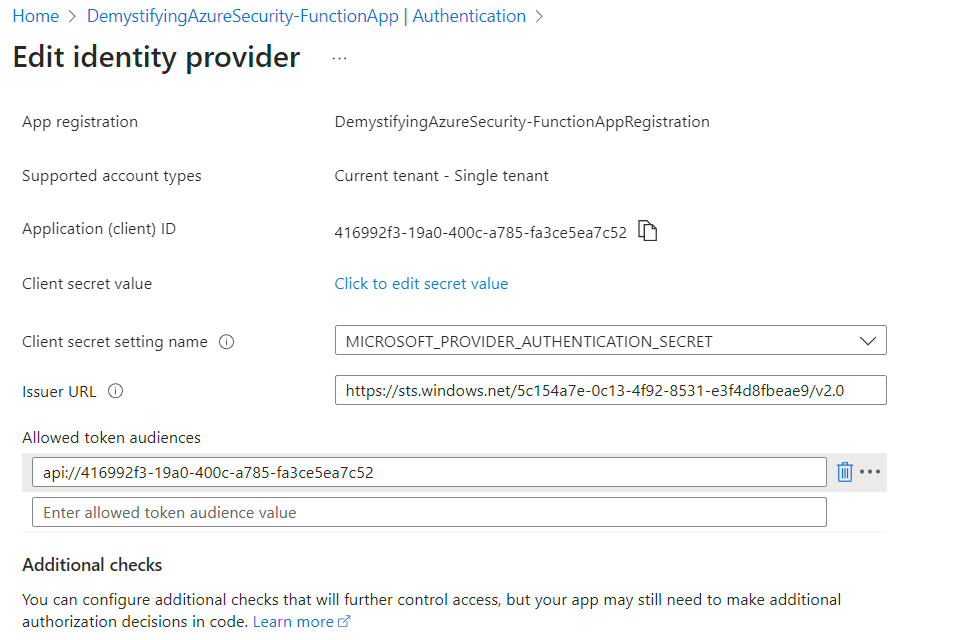 Home > DemystifyingAzureSecurity-FunctionApp | Authentication >
Edit identity provider ...
App registration DemystifyingAzureSecurity-FunctionAppRegistration
Supported account types Current tenant - Single tenant
Application (client) ID 416992f3-19a0-400c-a785-fa3ce5ea7c52
Client secret value Click to edit secret value
Client secret setting name MICROSOFT_PROVIDER_AUTHENTICATION_SECRET
Issuer URL https://sts.windows.net/5c154a7e-0c13-4f92-8531-e3f4d8fbeae9/v2.0
Allowed token audiences
api://416992f3-19a0-400c-a785-fa3ce5ea7c52
Enter allowed token audience value
Additional checks
You can configure additional checks that will further control access, but your app may still need to make additional
authorization decisions in code. Learn more